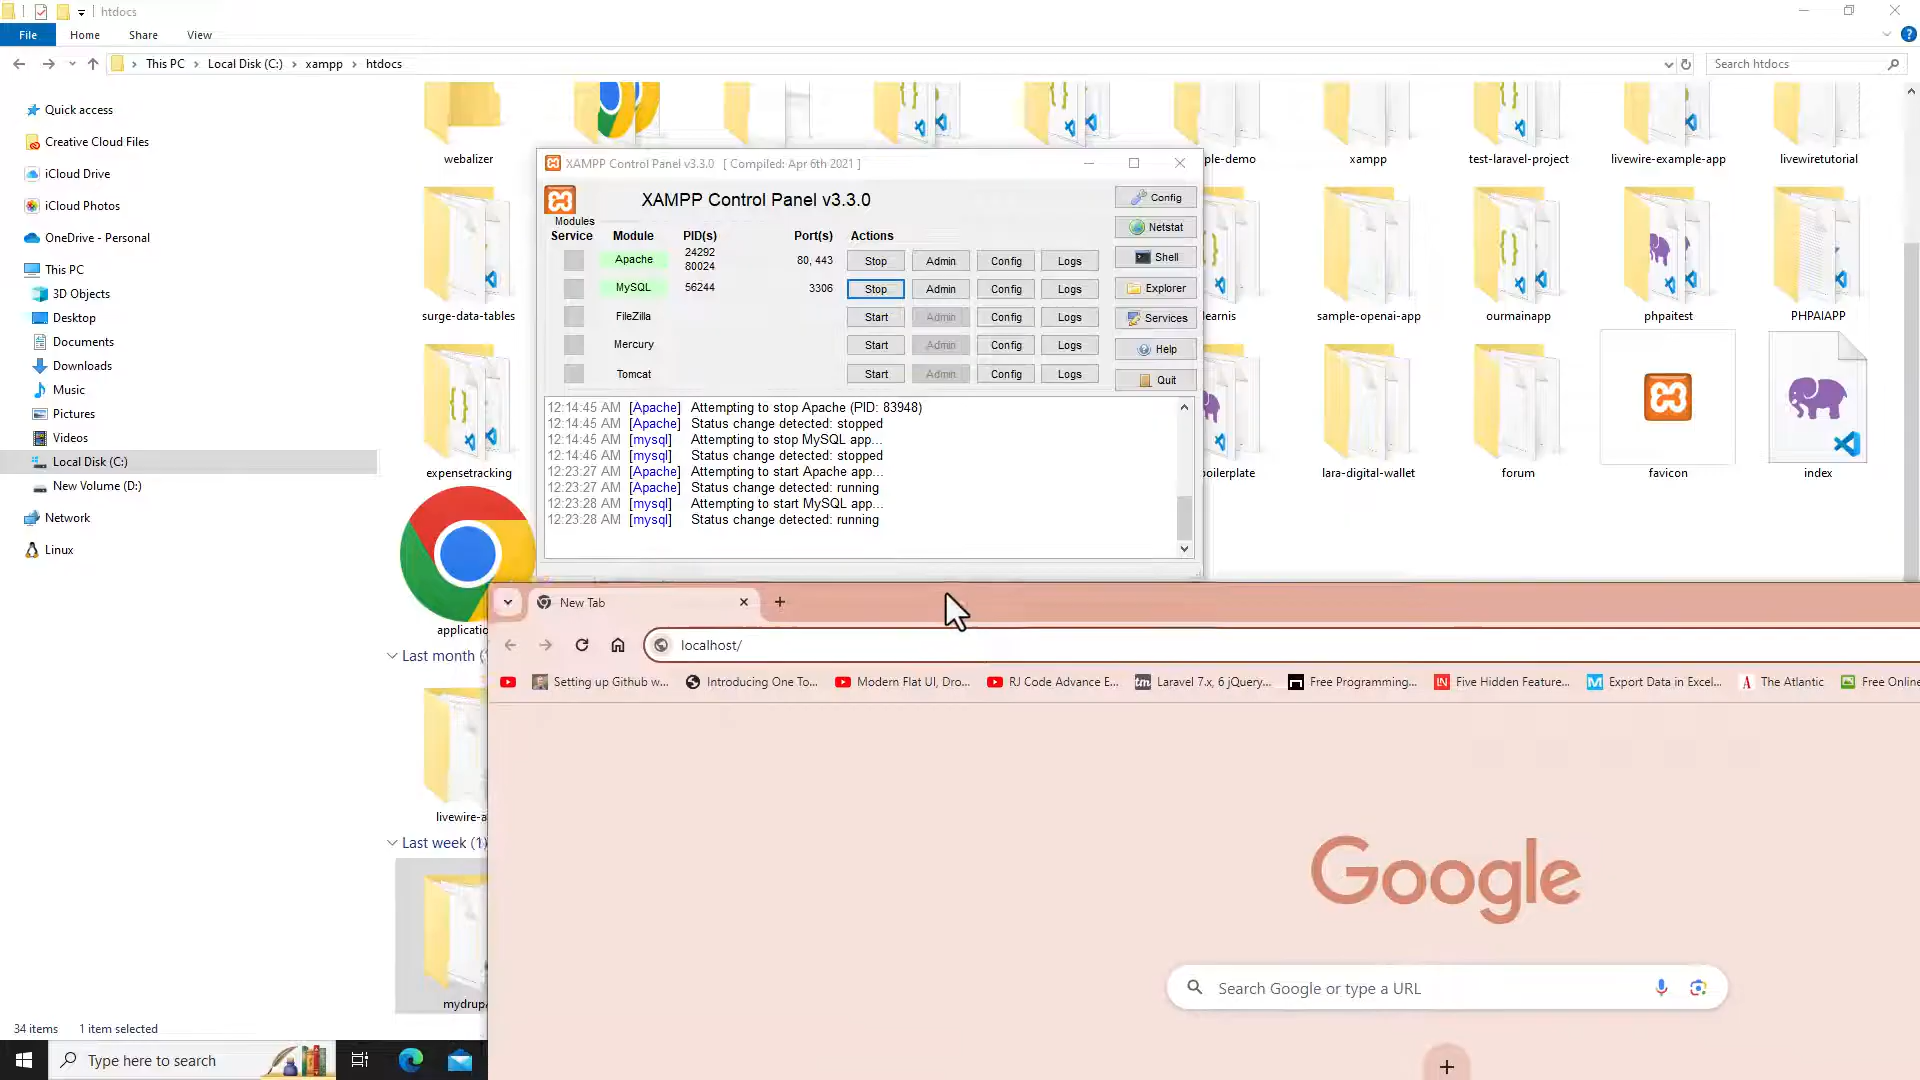 htdocs
File Home Share View
This PC Local Disk (C:) xampp htdocs
Search htdocs
Quick access
Creative Cloud Files
iCloud Drive
iCloud Photos
OneDrive - Personal
This PC
3D Objects
Desktop
Documents
Downloads
Music
Pictures
Videos
Local Disk (C:)
New Volume (D:)
Network
Linux
webalizer
ple-demo
xampp
test-laravel-project
livewire-example-app
livewiretutorial
surge-data-tables
learnis
sample-openai-app
ourmainapp
phpaitest
PHPAIAPP
expensetracking
oilerplate
lara-digital-wallet
forum
favicon
index
applicatio
Last month (
livewire-a
Last week (1)
mydrup
34 items 1 item selected
XAMPP Control Panel v3.3.0 [ Compiled: Apr 6th 2021 ]
XAMPP Control Panel v3.3.0
Modules
Service Module PID(s) Port(s) Actions
Apache 24292 80024 80, 443 Stop Admin Config Logs
MySQL 56244 3306 Stop Admin Config Logs
FileZilla Start Admin Config Logs
Mercury Start Admin Config Logs
Tomcat Start Admin Config Logs
Config
Netstat
Shell
Explorer
Services
Help
Quit
12:14:45 AM [Apache] Attempting to stop Apache (PID: 83948)
12:14:45 AM [Apache] Status change detected: stopped
12:14:45 AM [mysql] Attempting to stop MySQL app...
12:14:46 AM [mysql] Status change detected: stopped
12:23:27 AM [Apache] Attempting to start Apache app...
12:23:27 AM [Apache] Status change detected: running
12:23:28 AM [mysql] Attempting to start MySQL app...
12:23:28 AM [mysql] Status change detected: running
New Tab
localhost/
Setting up Github w... Introducing One To... Modern Flat UI, Dro... RJ Code Advance E... tm Laravel 7.x, 6 jQuery... Free Programming... LN Five Hidden Feature... M Export Data in Excel... A The Atlantic Free Online
Google
Search Google or type a URL
Type here to search